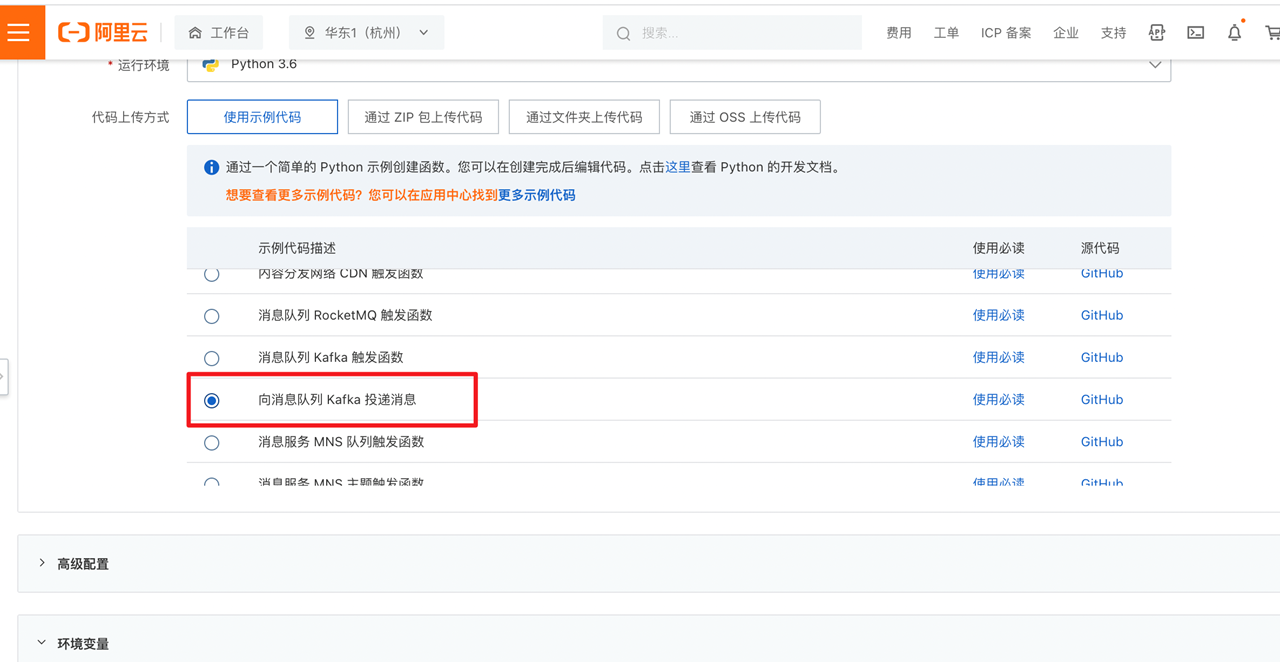 阿里云 工作台 华东1（杭州） 搜索... 费用 工单 ICP 备案 企业 支持
* 运行环境 Python 3.6
代码上传方式 使用示例代码 通过 ZIP 包上传代码 通过文件夹上传代码 通过 OSS 上传代码
通过一个简单的 Python 示例创建函数。您可以在创建完成后编辑代码。点击这里查看 Python 的开发文档。
想要查看更多示例代码？您可以在应用中心找到更多示例代码
示例代码描述 使用必读 源代码
内容分发网络 CDN 触发函数 使用必读 GitHub
消息队列 RocketMQ 触发函数 使用必读 GitHub
消息队列 Kafka 触发函数 使用必读 GitHub
向消息队列 Kafka 投递消息 使用必读 GitHub
消息服务 MNS 队列触发函数 使用必读 GitHub
消息服务 MNS 主题触发函数 使用必读 GitHub
高级配置
环境变量